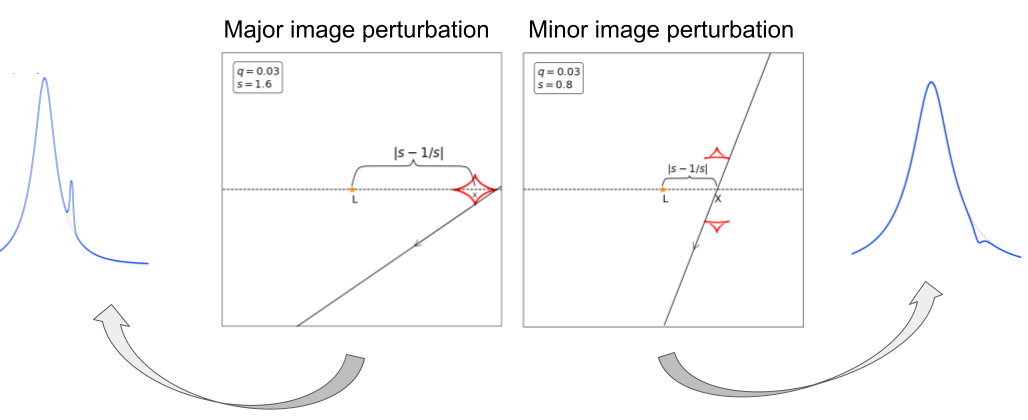 Major image perturbation
Minor image perturbation
q = 0.03
s = 1.6
|s − 1/s|
L
x
q = 0.03
s = 0.8
|s − 1/s|
L
X